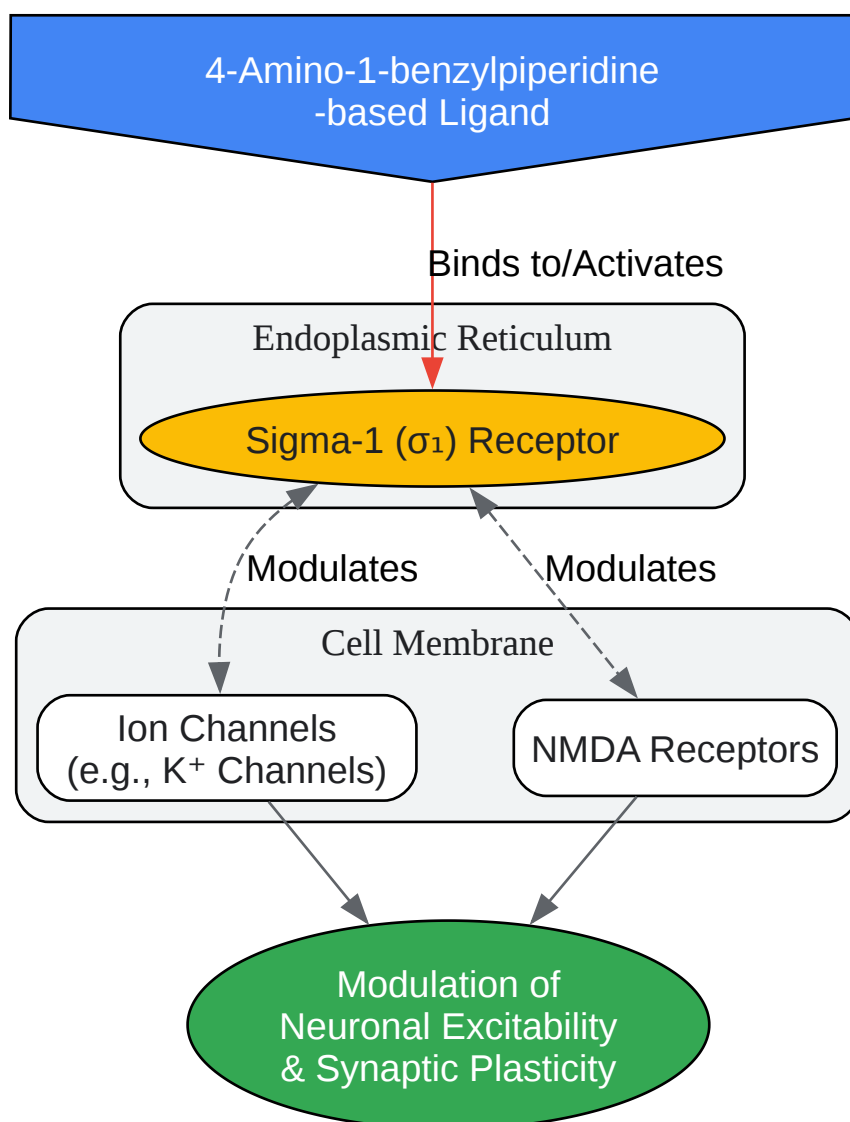 4-Amino-1-benzylpiperidine
-based Ligand
Binds to/Activates
Endoplasmic Reticulum
Sigma-1 (σ₁) Receptor
Modulates
Modulates
Cell Membrane
Ion Channels
(e.g., K⁺ Channels)
NMDA Receptors
Modulation of
Neuronal Excitability
& Synaptic Plasticity